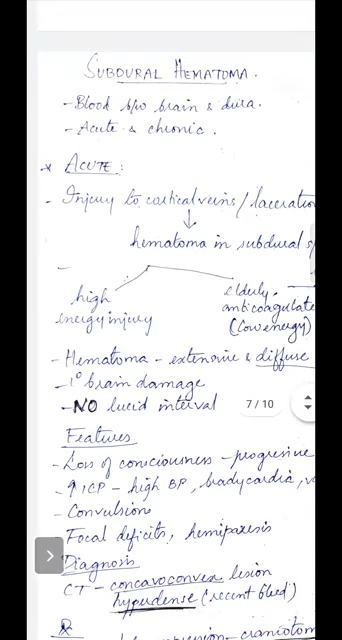 SUBDURAL HEMATOMA.
- Blood b/w brain & dura.
- Acute & chronic.
* ACUTE:
- Injury to cortical veins / laceration
↓
hematoma in subdural s
high energy injury
elderly, anticoagulate (low energy)
- Hematoma - extensive & diffuse
- 1° brain damage
- NO lucid interval
7 / 10
Features
- Loss of consciousness - progressive
- ↑ICP - high BP, bradycardia, v
- Convulsions
Focal deficits, hemiparesis
Diagnosis
CT - concavoconvex lesion
hyperdense (recent bleed)